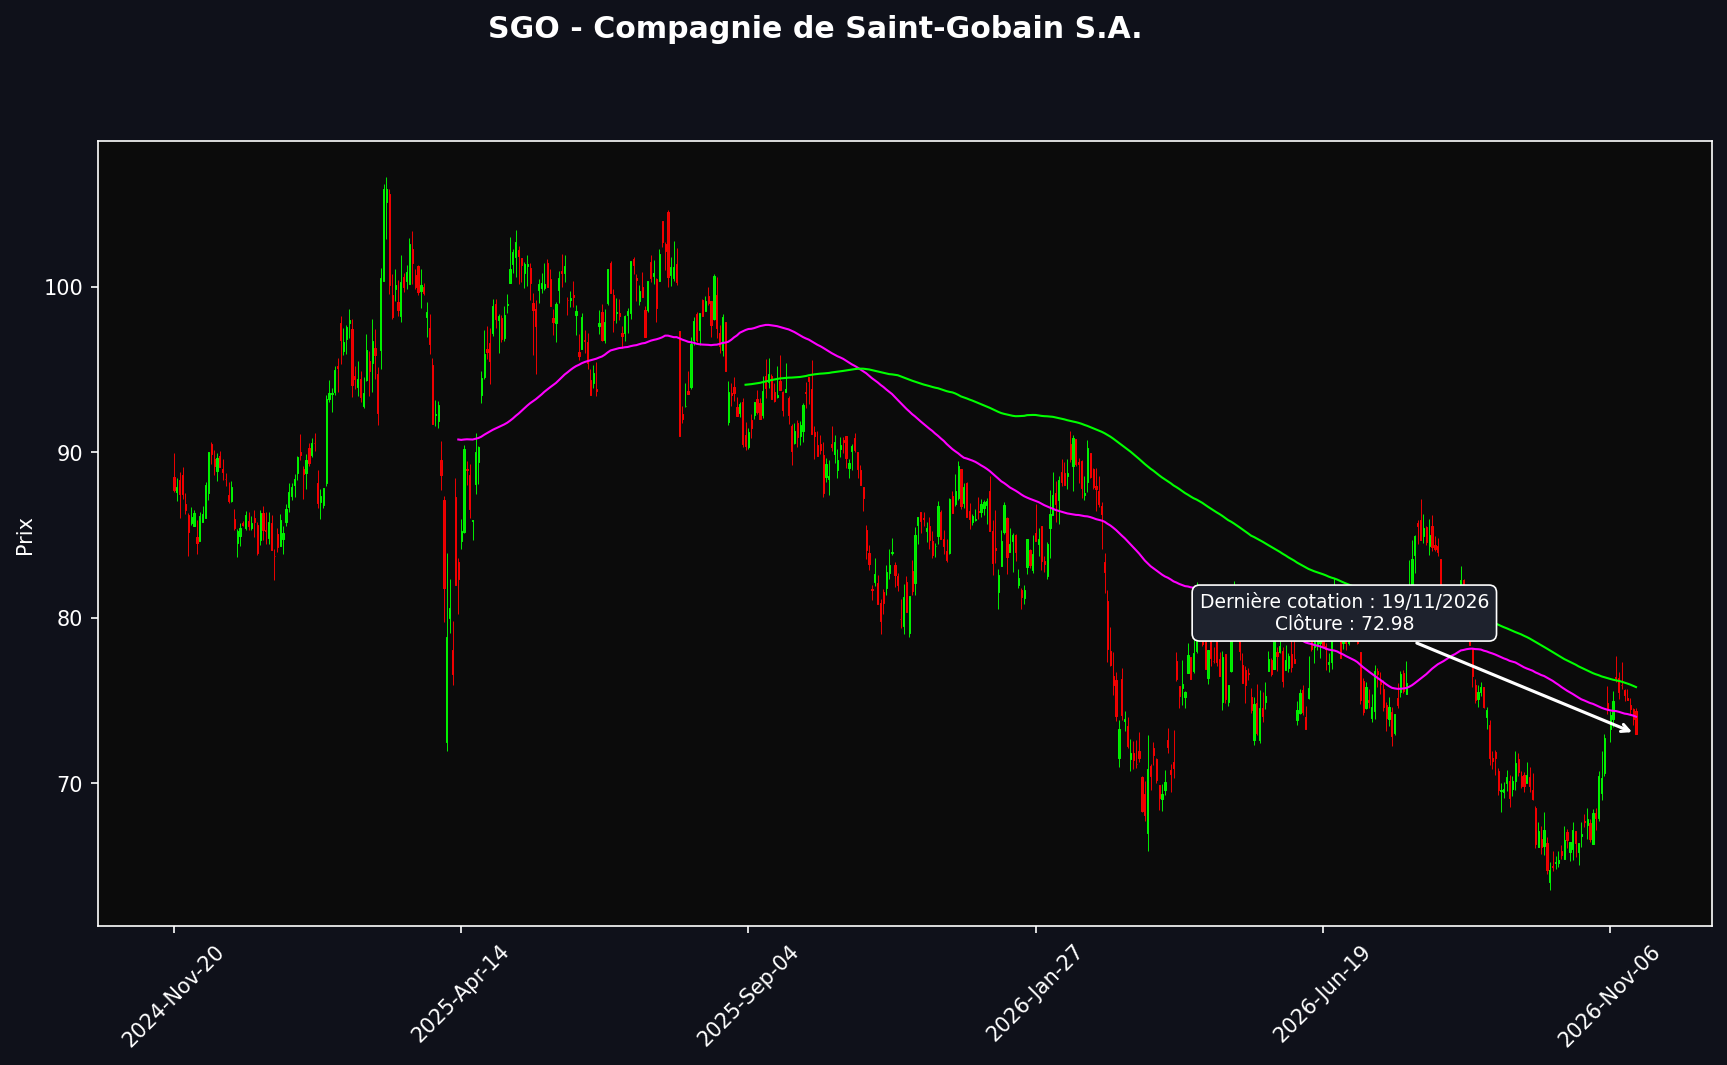 SGO - Compagnie de Saint-Gobain S.A.
Prix
100
90
80
70
Dernière cotation : 19/11/2026
Clôture : 72.98
2024-Nov-20
2025-Apr-14
2025-Sep-04
2026-Jan-27
2026-Jun-19
2026-Nov-06